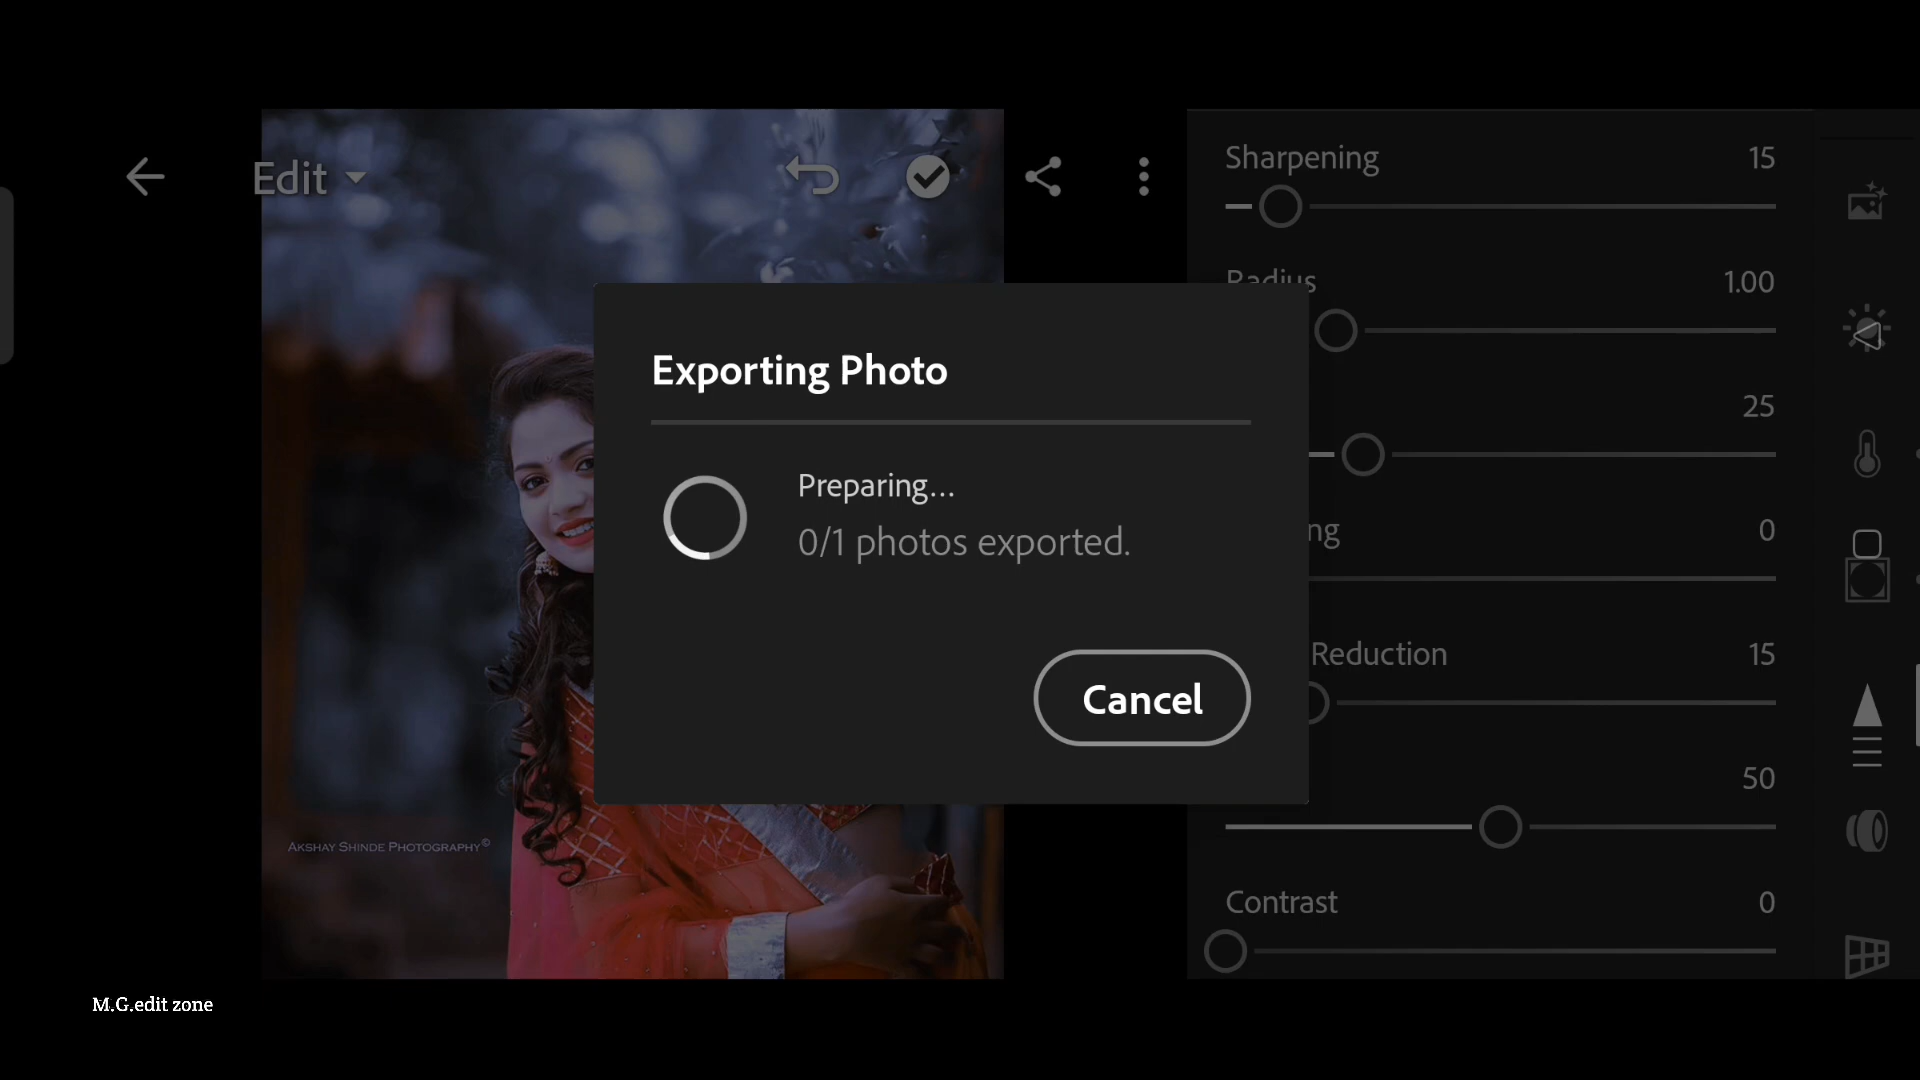 Edit
Sharpening 15
Radius 1.00
25
ng 0
Exporting Photo
Preparing...
0/1 photos exported.
Cancel
Reduction 15
50
Contrast 0
AKSHAY SHINDE PHOTOGRAPHY©
M.G.edit zone